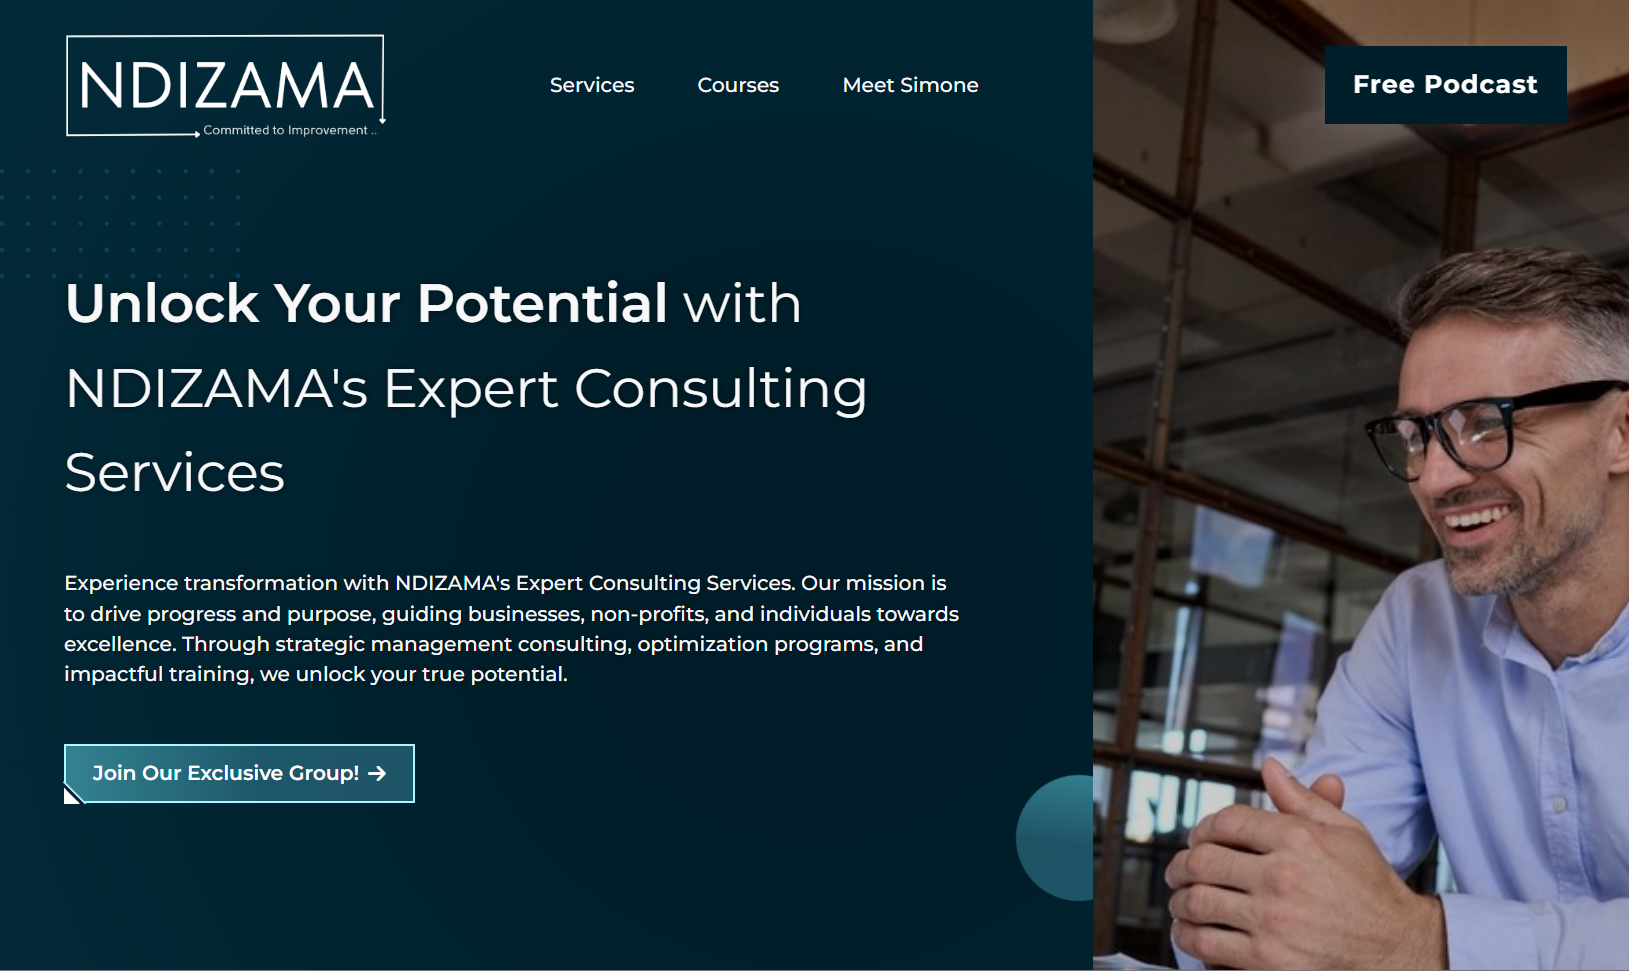 NDIZAMA
Committed to Improvement ..
Services
Courses
Meet Simone
Free Podcast
Unlock Your Potential with
NDIZAMA's Expert Consulting
Services
Experience transformation with NDIZAMA's Expert Consulting Services. Our mission is
to drive progress and purpose, guiding businesses, non-profits, and individuals towards
excellence. Through strategic management consulting, optimization programs, and
impactful training, we unlock your true potential.
Join Our Exclusive Group! →